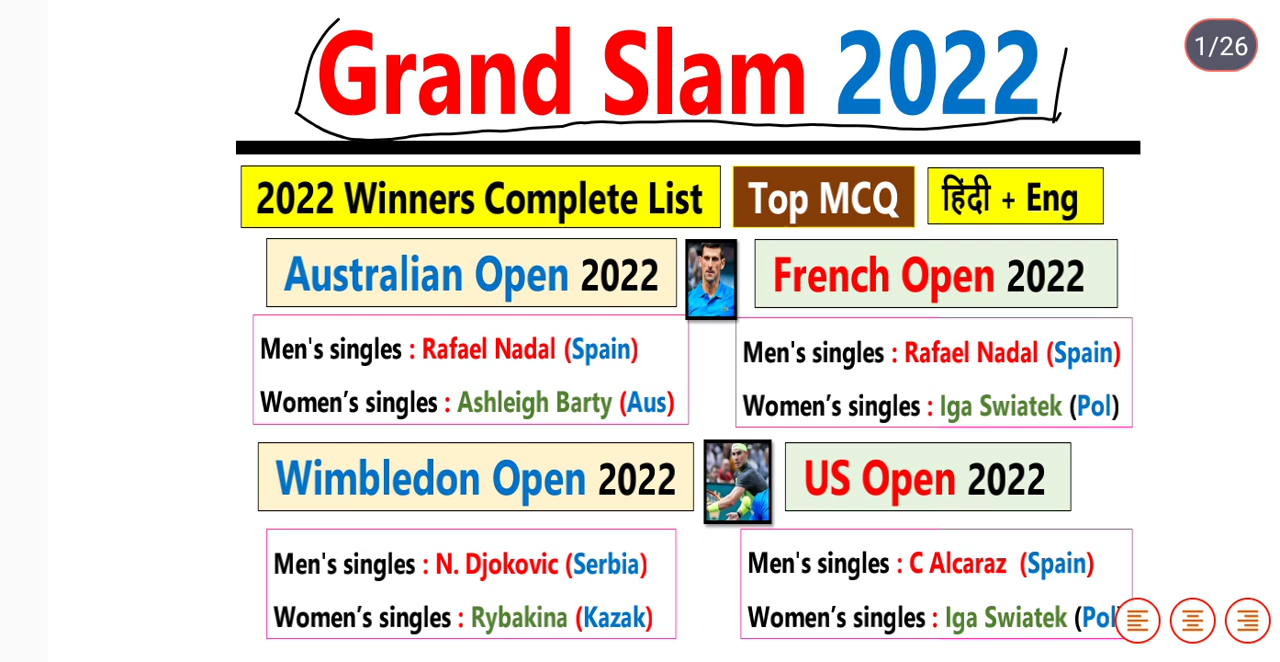 Grand Slam 2022
1/26
2022 Winners Complete List
Top MCQ
हिंदी + Eng
Australian Open 2022
French Open 2022
Men's singles : Rafael Nadal (Spain)
Women’s singles : Ashleigh Barty (Aus)
Men's singles : Rafael Nadal (Spain)
Women’s singles : Iga Swiatek (Pol)
Wimbledon Open 2022
US Open 2022
Men's singles : N. Djokovic (Serbia)
Women’s singles : Rybakina (Kazak)
Men's singles : C Alcaraz (Spain)
Women’s singles : Iga Swiatek (Pol